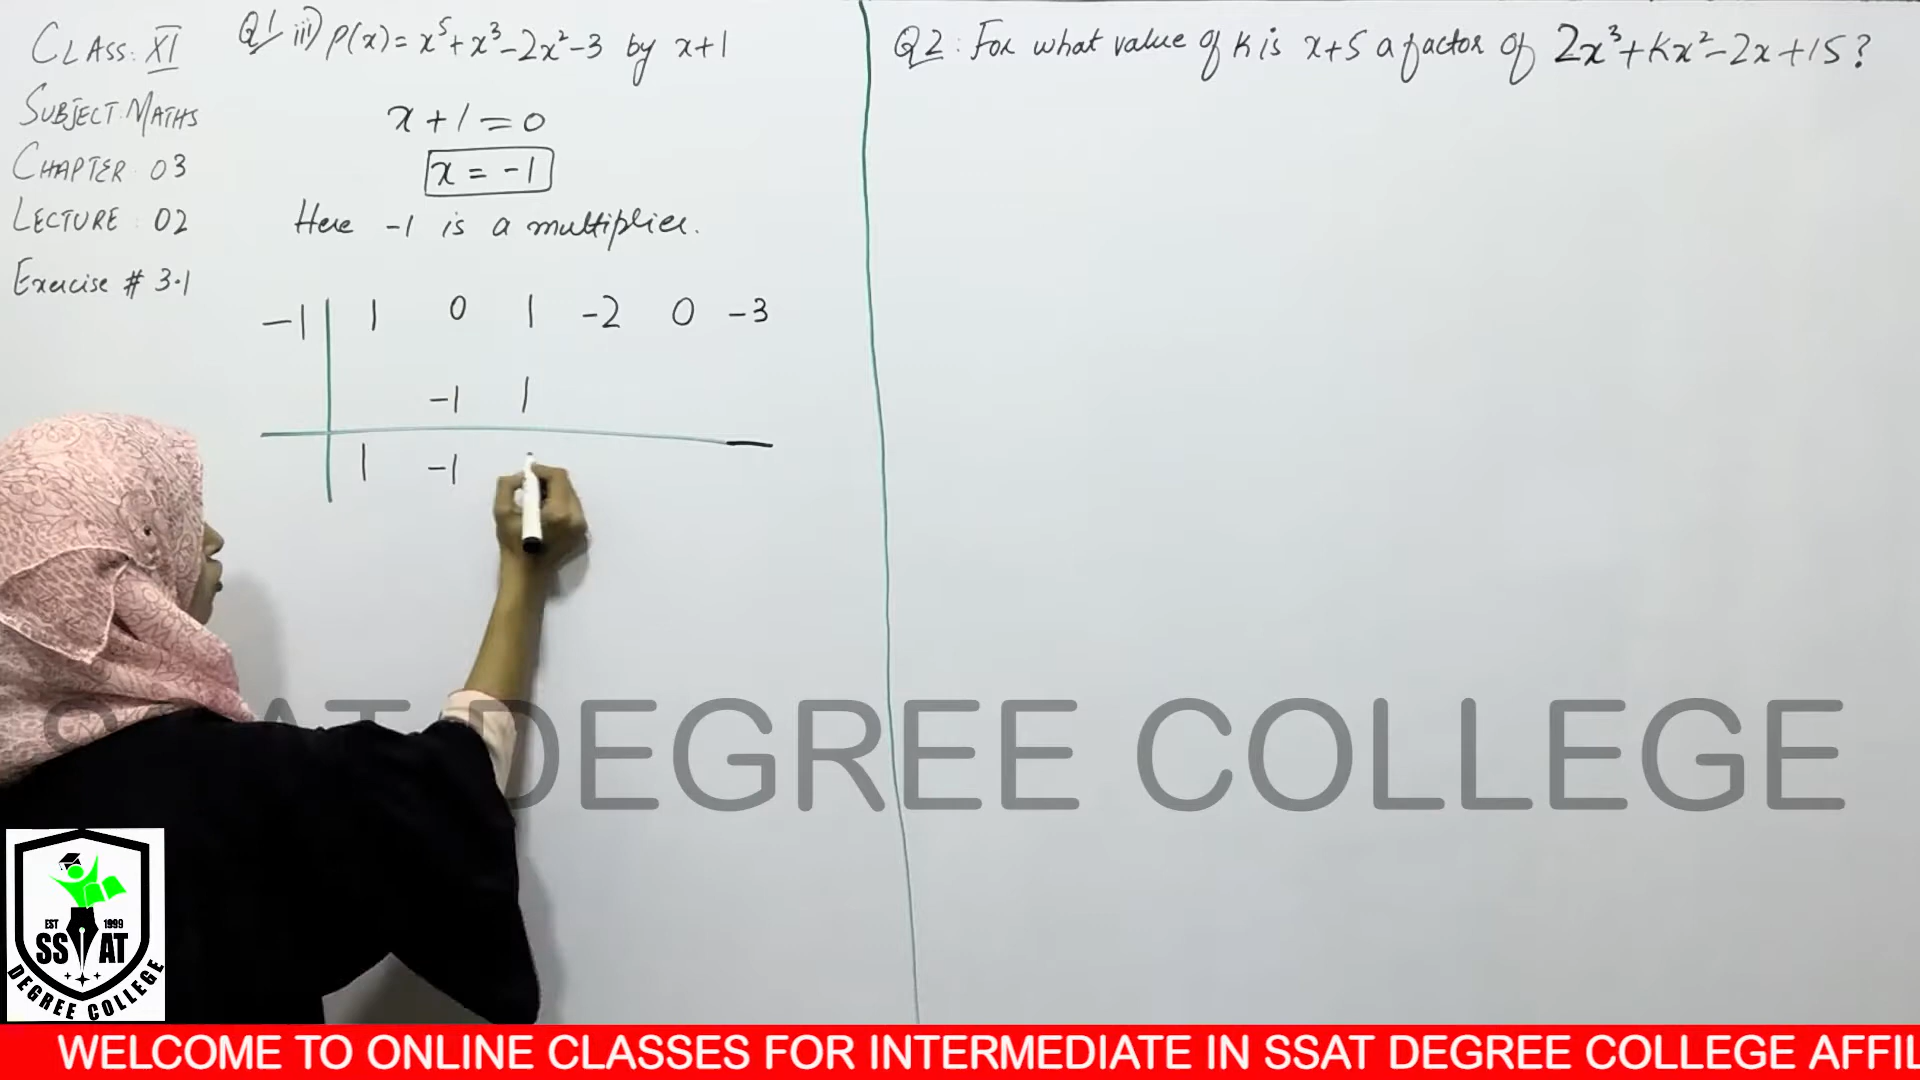 CLASS: XI
SUBJECT: MATHS
CHAPTER : 03
LECTURE : 02
Exercise # 3.1
Q1 iii) P(x) = x⁵ + x³ - 2x² - 3 by x+1
x + 1 = 0
x = -1
Here -1 is a multiplier.
-1 | 1 0 1 -2 0 -3
-1 1
1 -1
Q2 : For what value of K is x+5 a factor of 2x³ + Kx² - 2x + 15 ?
SSAT DEGREE COLLEGE
EST 1999
SSAT
DEGREE COLLEGE
WELCOME TO ONLINE CLASSES FOR INTERMEDIATE IN SSAT DEGREE COLLEGE AFFIL